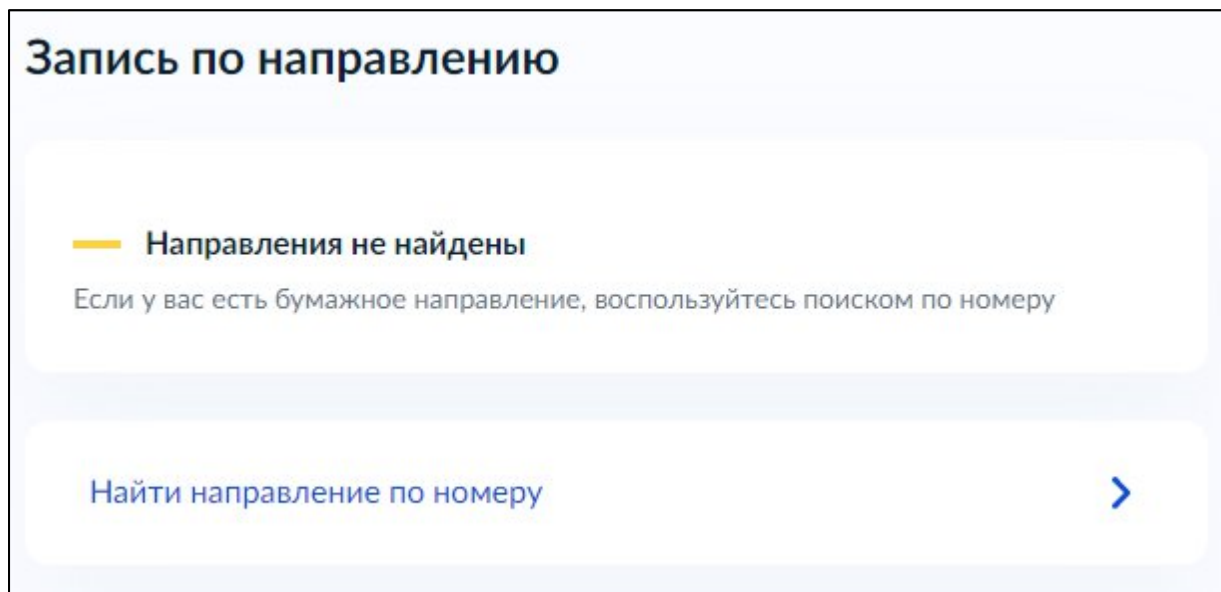 Запись по направлению
Направления не найдены
Если у вас есть бумажное направление, воспользуйтесь поиском по номеру
Найти направление по номеру